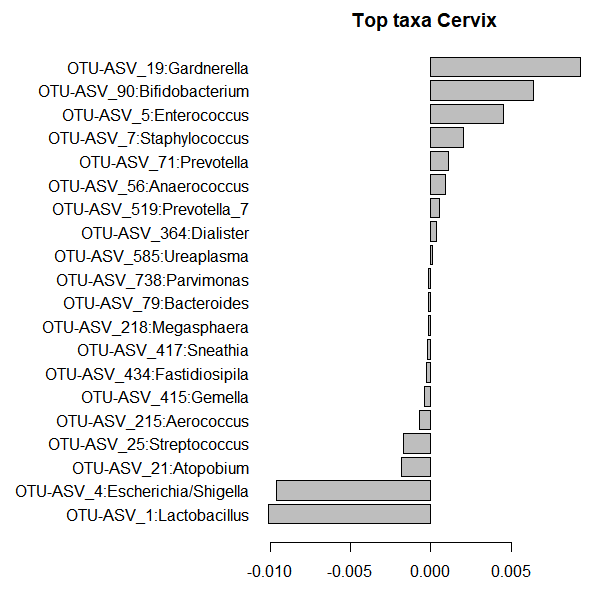 Top taxa Cervix
OTU-ASV_19:Gardnerella
OTU-ASV_90:Bifidobacterium
OTU-ASV_5:Enterococcus
OTU-ASV_7:Staphylococcus
OTU-ASV_71:Prevotella
OTU-ASV_56:Anaerococcus
OTU-ASV_519:Prevotella_7
OTU-ASV_364:Dialister
OTU-ASV_585:Ureaplasma
OTU-ASV_738:Parvimonas
OTU-ASV_79:Bacteroides
OTU-ASV_218:Megasphaera
OTU-ASV_417:Sneathia
OTU-ASV_434:Fastidiosipila
OTU-ASV_415:Gemella
OTU-ASV_215:Aerococcus
OTU-ASV_25:Streptococcus
OTU-ASV_21:Atopobium
OTU-ASV_4:Escherichia/Shigella
OTU-ASV_1:Lactobacillus
-0.010 -0.005 0.000 0.005